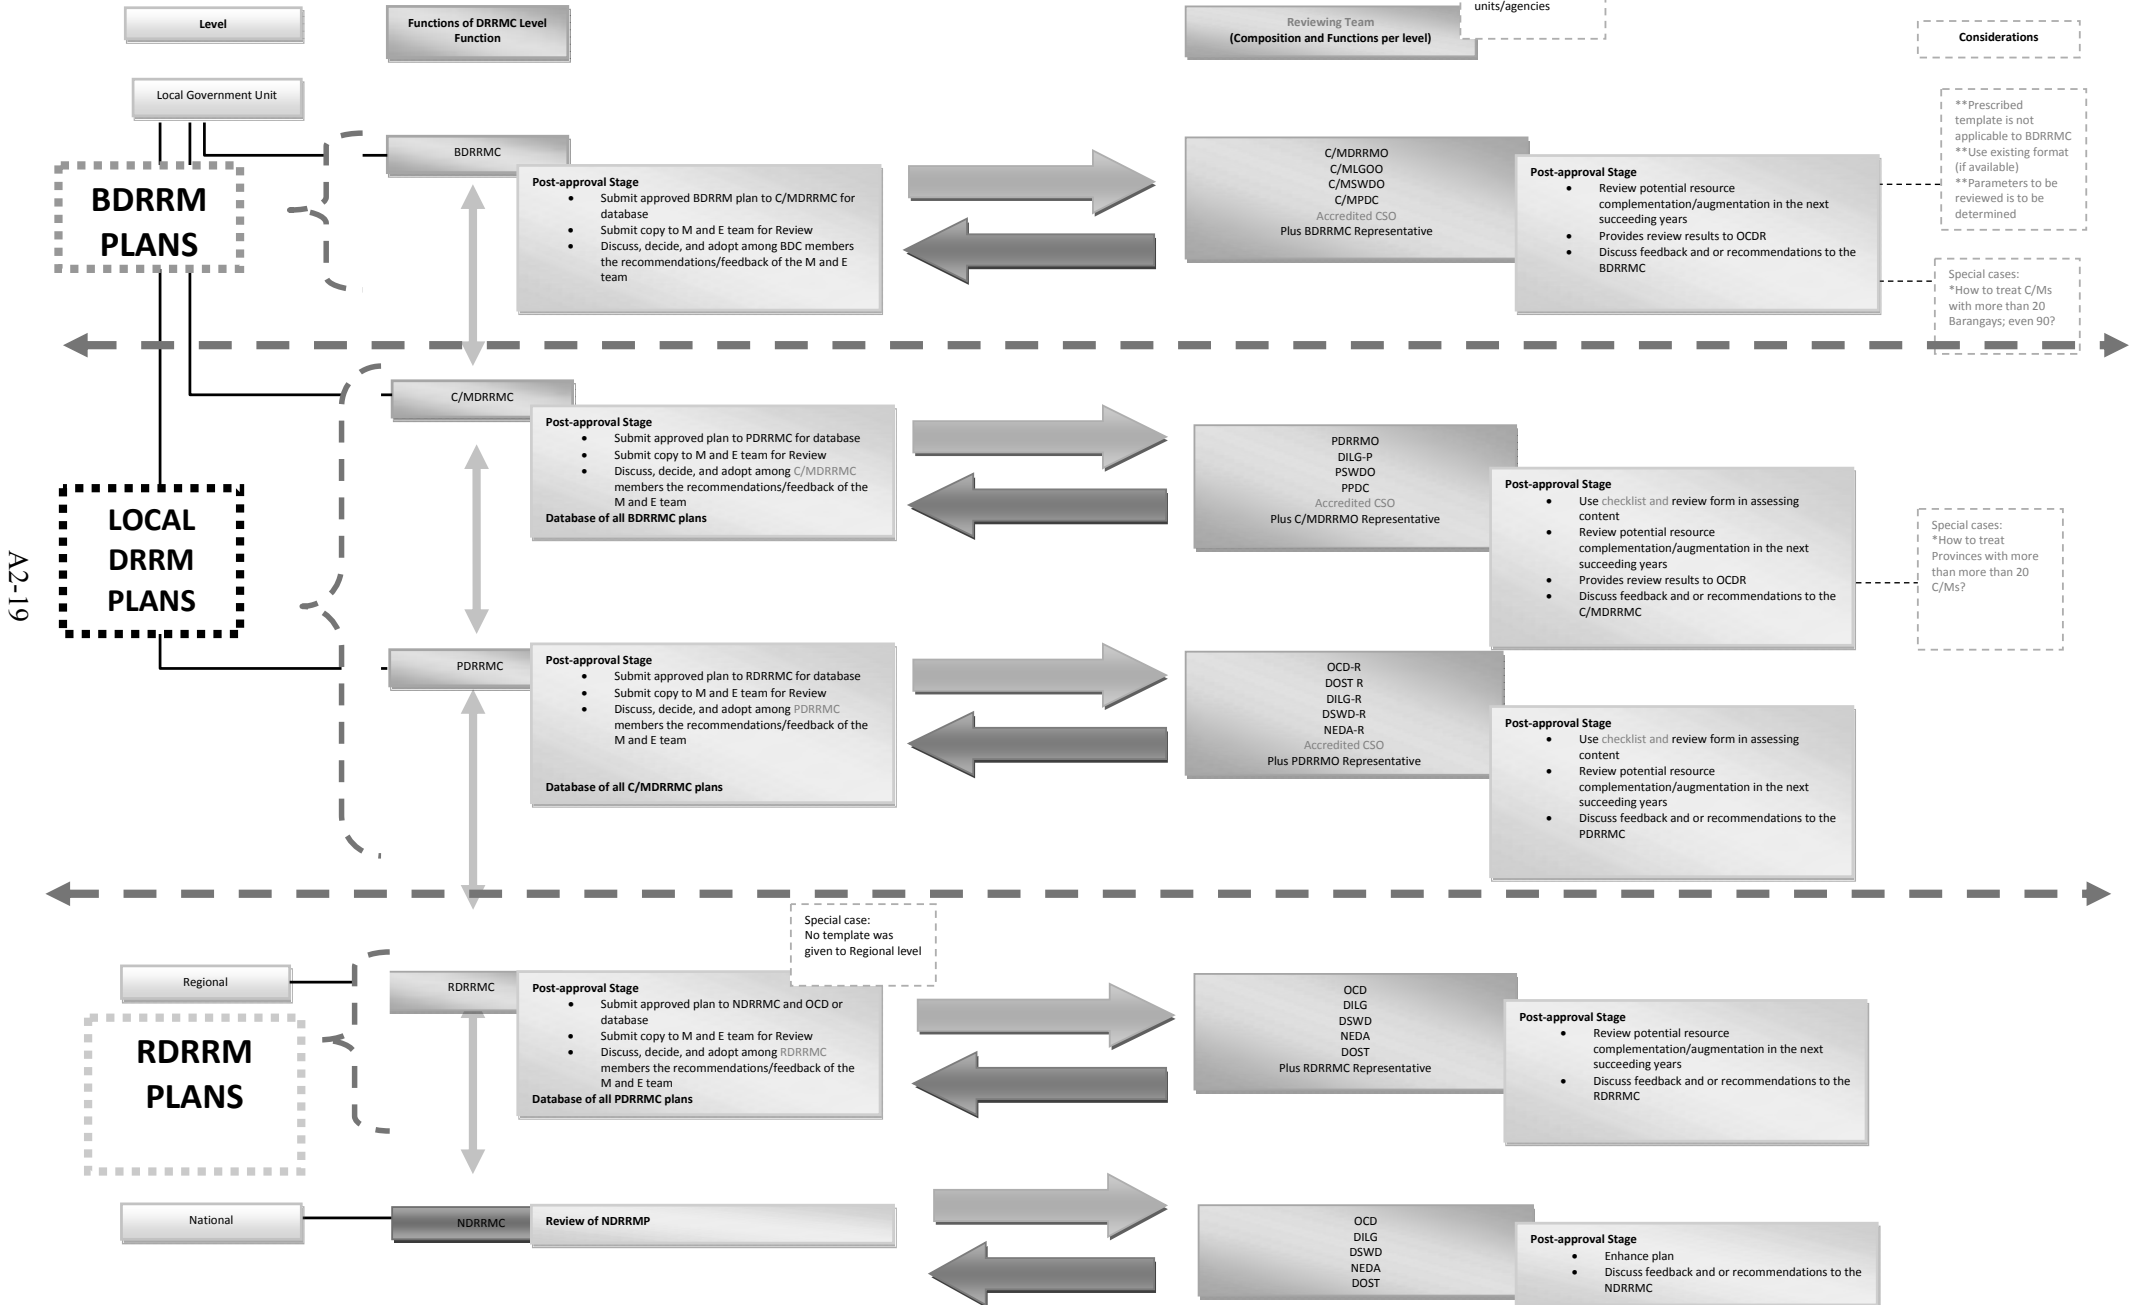 units/agencies
Level
Functions of DRRMC Level
Function
Reviewing Team
(Composition and Functions per level)
Considerations
Local Government Unit
BDRRM
PLANS
BDRRMC
Post-approval Stage
• Submit approved BDRRM plan to C/MDRRMC for
database
• Submit copy to M and E team for Review
• Discuss, decide, and adopt among BDC members
the recommendations/feedback of the M and E
team
C/MDRRMO
C/MLGOO
C/MSWDO
C/MPDC
Accredited CSO
Plus BDRRMC Representative
Post-approval Stage
• Review potential resource
complementation/augmentation in the next
succeeding years
• Provides review results to OCDR
• Discuss feedback and or recommendations to the
BDRRMC
**Prescribed
template is not
applicable to BDRRMC
**Use existing format
(if available)
**Parameters to be
reviewed is to be
determined
Special cases:
*How to treat C/Ms
with more than 20
Barangays; even 90?
LOCAL
DRRM
PLANS
C/MDRRMC
Post-approval Stage
• Submit approved plan to PDRRMC for database
• Submit copy to M and E team for Review
• Discuss, decide, and adopt among C/MDRRMC
members the recommendations/feedback of the
M and E team
Database of all BDRRMC plans
PDRRMO
DILG-P
PSWDO
PPDC
Accredited CSO
Plus C/MDRRMO Representative
Post-approval Stage
• Use checklist and review form in assessing
content
• Review potential resource
complementation/augmentation in the next
succeeding years
• Provides review results to OCDR
• Discuss feedback and or recommendations to the
C/MDRRMC
Special cases:
*How to treat
Provinces with more
than more than 20
C/Ms?
A2-19
PDRRMC
Post-approval Stage
• Submit approved plan to RDRRMC for database
• Submit copy to M and E team for Review
• Discuss, decide, and adopt among PDRRMC
members the recommendations/feedback of the
M and E team
Database of all C/MDRRMC plans
OCD-R
DOST R
DILG-R
DSWD-R
NEDA-R
Accredited CSO
Plus PDRRMO Representative
Post-approval Stage
• Use checklist and review form in assessing
content
• Review potential resource
complementation/augmentation in the next
succeeding years
• Discuss feedback and or recommendations to the
PDRRMC
Special case:
No template was
given to Regional level
Regional
RDRRM
PLANS
RDRRMC
Post-approval Stage
• Submit approved plan to NDRRMC and OCD or
database
• Submit copy to M and E team for Review
• Discuss, decide, and adopt among RDRRMC
members the recommendations/feedback of the
M and E team
Database of all PDRRMC plans
OCD
DILG
DSWD
NEDA
DOST
Plus RDRRMC Representative
Post-approval Stage
• Review potential resource
complementation/augmentation in the next
succeeding years
• Discuss feedback and or recommendations to the
RDRRMC
National
NDRRMC
Review of NDRRMP
OCD
DILG
DSWD
NEDA
DOST
Post-approval Stage
• Enhance plan
• Discuss feedback and or recommendations to the
NDRRMC